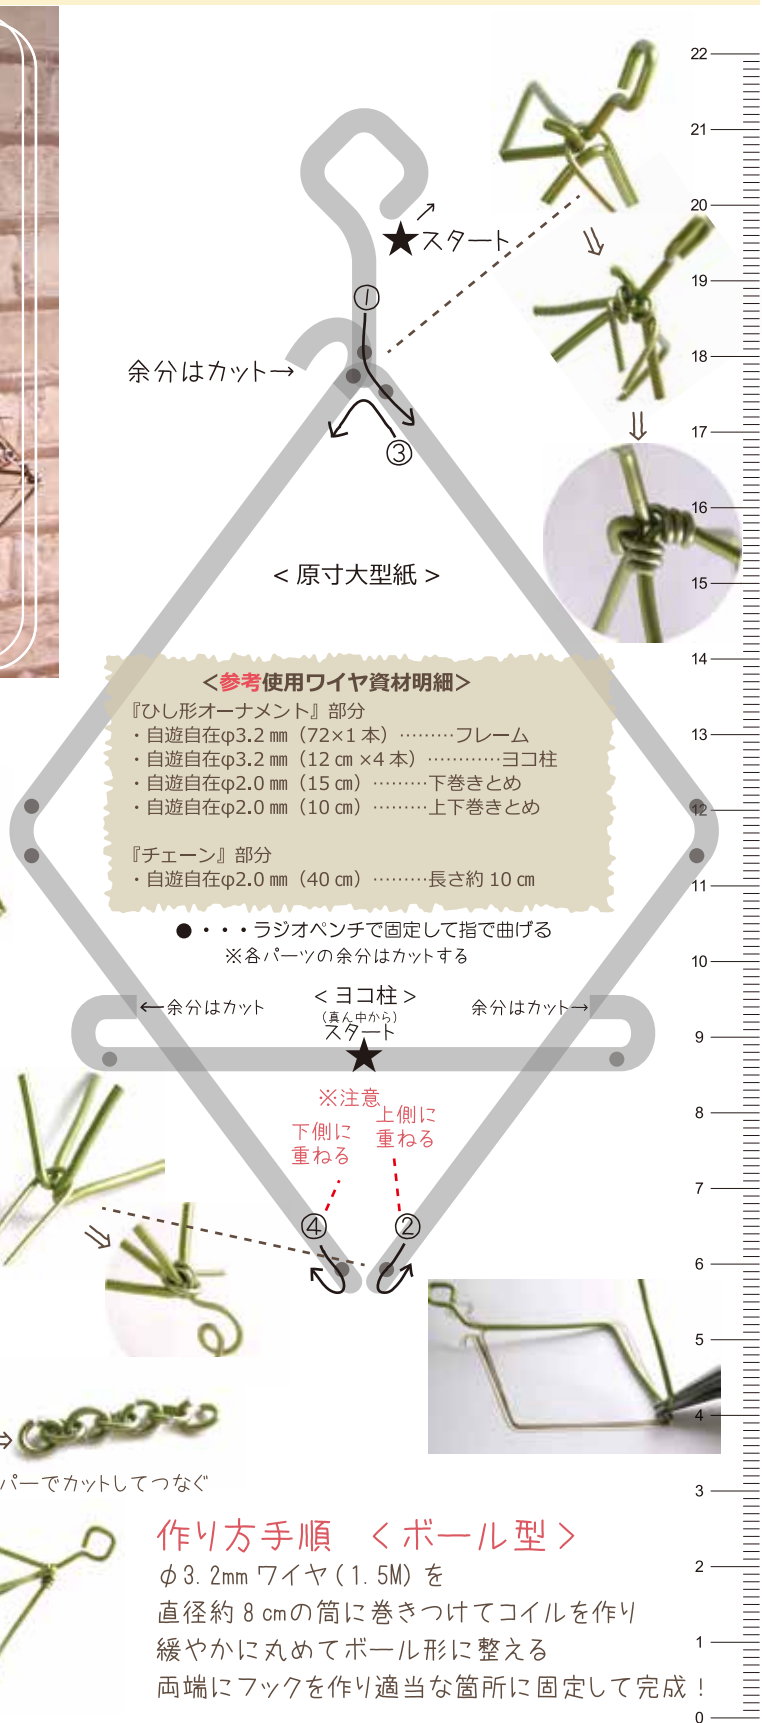 22
21
20
★スタート
19
①
18
余分はカット→
17
③
16
15
＜原寸大型紙＞
14
＜参考使用ワイヤ資材明細＞
『ひし形オーナメント』部分
・自遊自在φ3.2㎜（72×1本）………フレーム
・自遊自在φ3.2㎜（12㎝×4本）…………ヨコ柱
・自遊自在φ2.0㎜（15㎝）………下巻きとめ
・自遊自在φ2.0㎜（10㎝）………上下巻きとめ
13
12
『チェーン』部分
・自遊自在φ2.0㎜（40㎝）………長さ約10㎝
11
●・・・ラジオペンチで固定して指で曲げる
※各パーツの余分はカットする
10
＜ヨコ柱＞
(真ん中から)
スタート
★
←余分はカット
余分はカット→
9
※注意
8
下側に
重ねる
上側に
重ねる
7
④
②
6
5
4
パーでカットしてつなぐ
3
作り方手順 ＜ボール型＞
φ3.2mmワイヤ(1.5M)を
直径約8cmの筒に巻きつけてコイルを作り
緩やかに丸めてボール形に整える
両端にフックを作り適当な箇所に固定して完成！
2
1
0